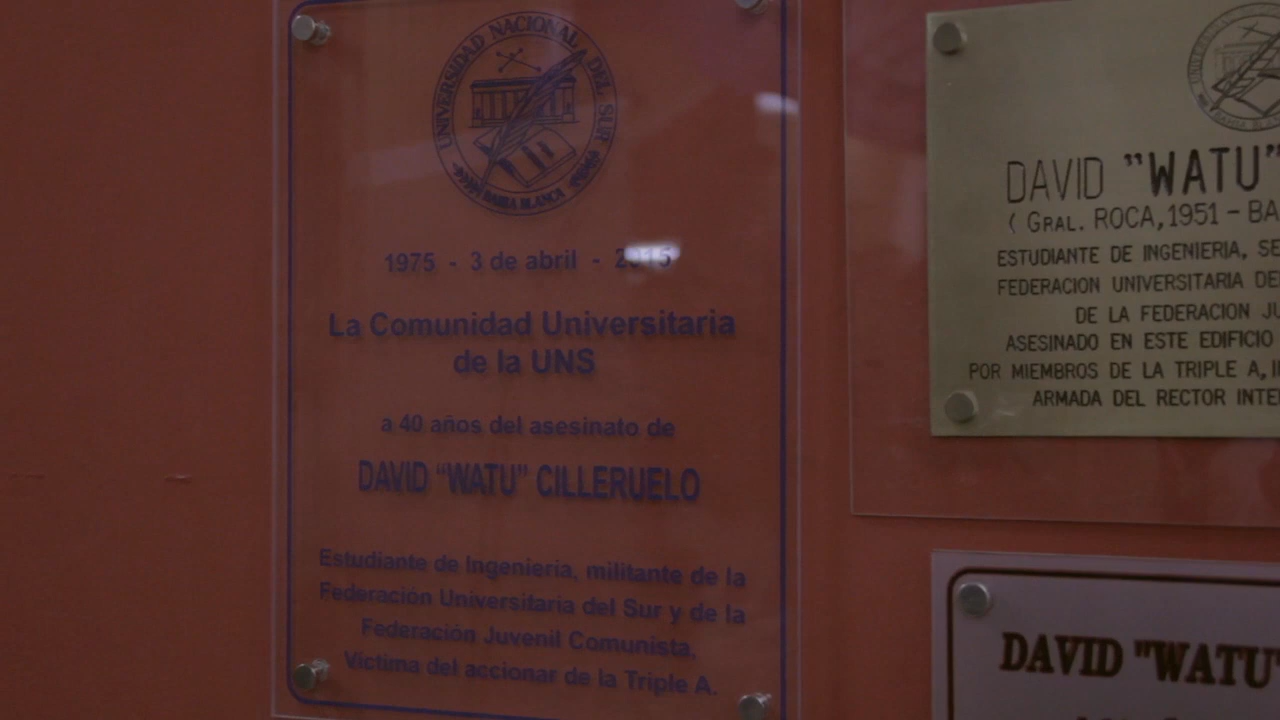 UNIVERSIDAD NACIONAL DEL SUR
BAHIA BLANCA
1975 - 3 de abril - 2015
La Comunidad Universitaria
de la UNS
a 40 años del asesinato de
DAVID "WATU" CILLERUELO
Estudiante de Ingeniería, militante de la
Federación Universitaria del Sur y de la
Federación Juvenil Comunista,
Víctima del accionar de la Triple A.
DAVID "WATU"
( GRAL. ROCA, 1951 - BA
ESTUDIANTE DE INGENIERIA, SE
FEDERACION UNIVERSITARIA DE
DE LA FEDERACION JU
ASESINADO EN ESTE EDIFICIO
POR MIEMBROS DE LA TRIPLE A, I
ARMADA DEL RECTOR INTE
DAVID "WATU"